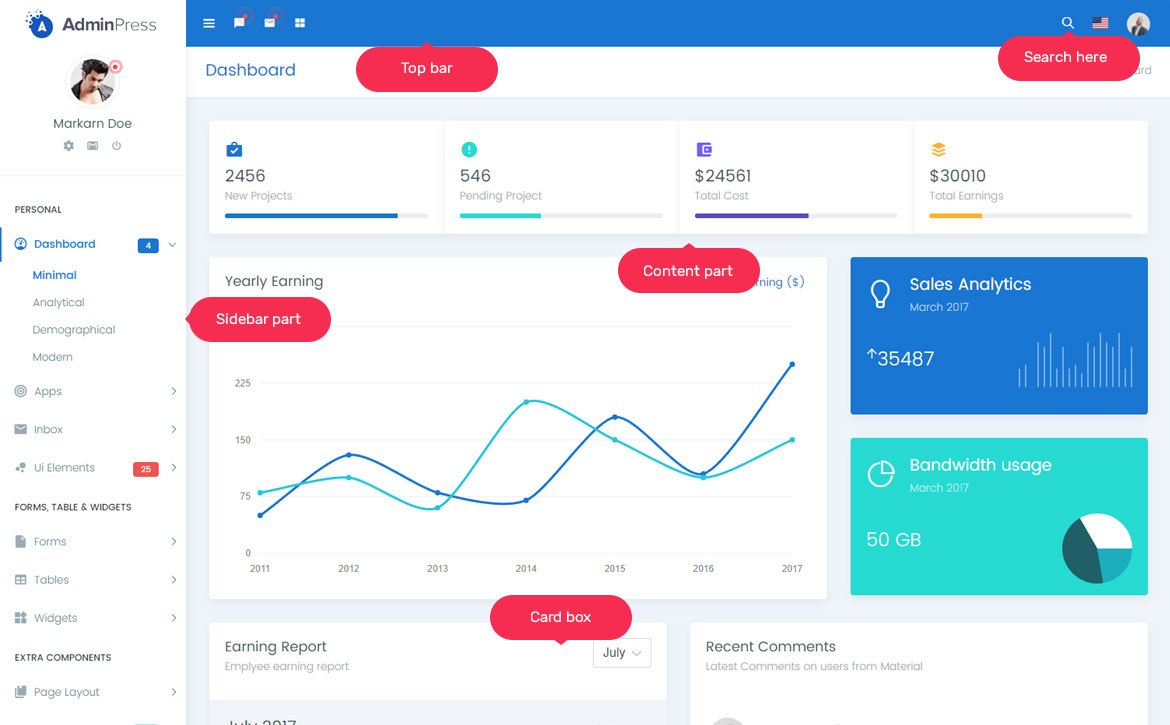 AdminPress
Top bar
Search here
Dashboard
Markarn Doe
PERSONAL
Dashboard 4
Minimal
Analytical
Demographical
Modern
Apps
Inbox
Ui Elements 25
FORMS, TABLE & WIDGETS
Forms
Tables
Widgets
EXTRA COMPONENTS
Page Layout
Sidebar part
2456
New Projects
546
Pending Project
$24561
Total Cost
$30010
Total Earnings
Content part
Yearly Earning
($)
225
150
75
0
2011 2012 2013 2014 2015 2016 2017
Sales Analytics
March 2017
35487
Bandwidth usage
March 2017
50 GB
Card box
Earning Report
Emplyee earning report
July
July 2017
Recent Comments
Latest Comments on users from Material